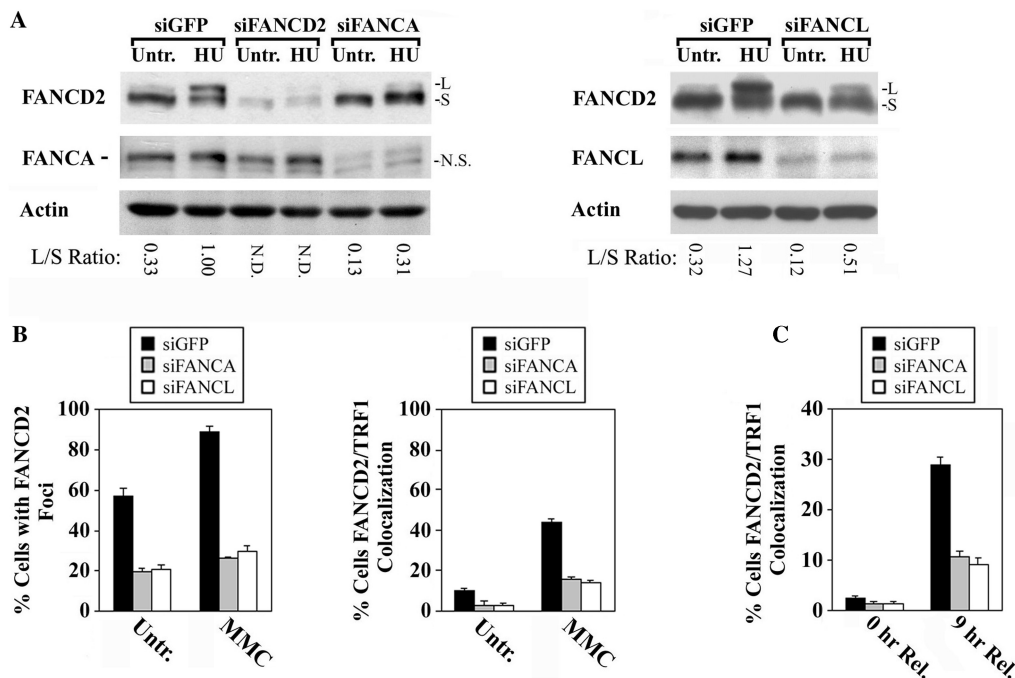 A
siGFP siFANCD2 siFANCA
Untr. HU Untr. HU Untr. HU
FANCD2
-L
-S
FANCA -
-N.S.
Actin
L/S Ratio: 0.33 1.00 N.D. N.D. 0.13 0.31
siGFP siFANCL
Untr. HU Untr. HU
FANCD2
-L
-S
FANCL
Actin
L/S Ratio: 0.32 1.27 0.12 0.51
B
siGFP
siFANCA
siFANCL
% Cells with FANCD2
Foci
100
80
60
40
20
0
Untr. MMC
siGFP
siFANCA
siFANCL
% Cells FANCD2/TRF1
Colocalization
100
80
60
40
20
0
Untr. MMC
C
siGFP
siFANCA
siFANCL
% Cells FANCD2/TRF1
Colocalization
40
30
20
10
0
0 hr Rel. 9 hr Rel.